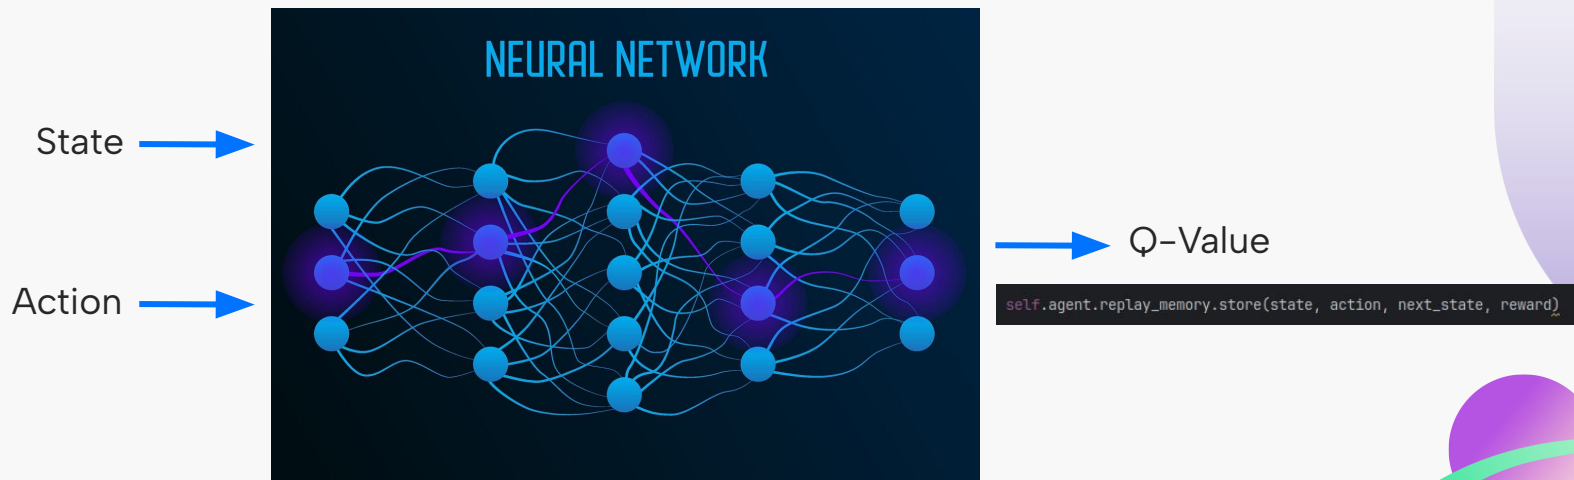 NEURAL NETWORK
State
Action
Q-Value
self.agent.replay_memory.store(state, action, next_state, reward)